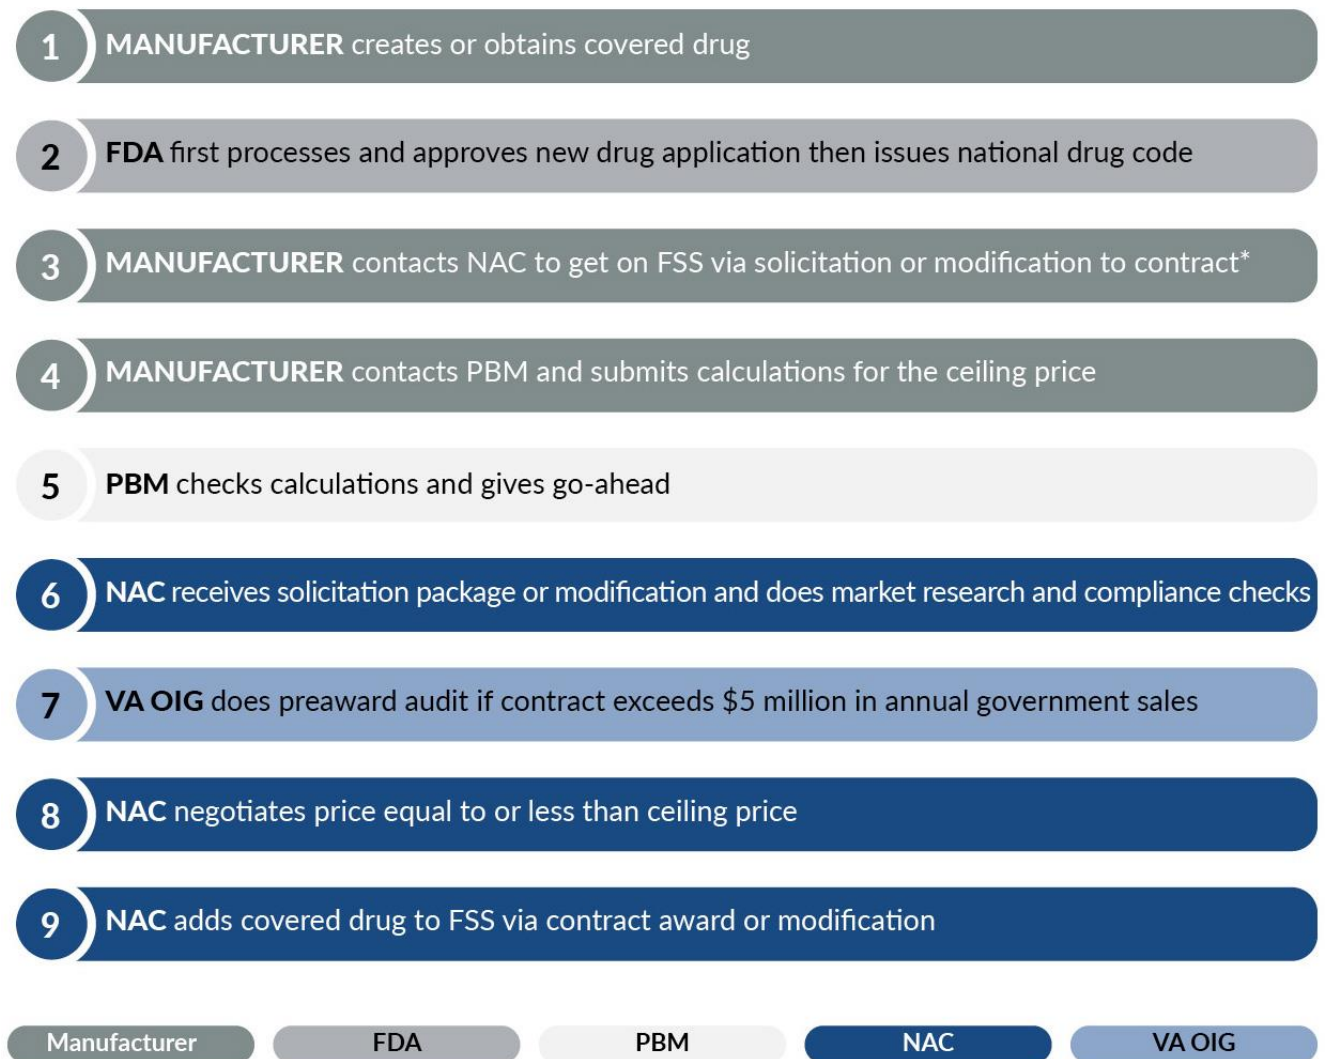 1 MANUFACTURER creates or obtains covered drug
2 FDA first processes and approves new drug application then issues national drug code
3 MANUFACTURER contacts NAC to get on FSS via solicitation or modification to contract*
4 MANUFACTURER contacts PBM and submits calculations for the ceiling price
5 PBM checks calculations and gives go-ahead
6 NAC receives solicitation package or modification and does market research and compliance checks
7 VA OIG does preaward audit if contract exceeds $5 million in annual government sales
8 NAC negotiates price equal to or less than ceiling price
9 NAC adds covered drug to FSS via contract award or modification
Manufacturer FDA PBM NAC VA OIG